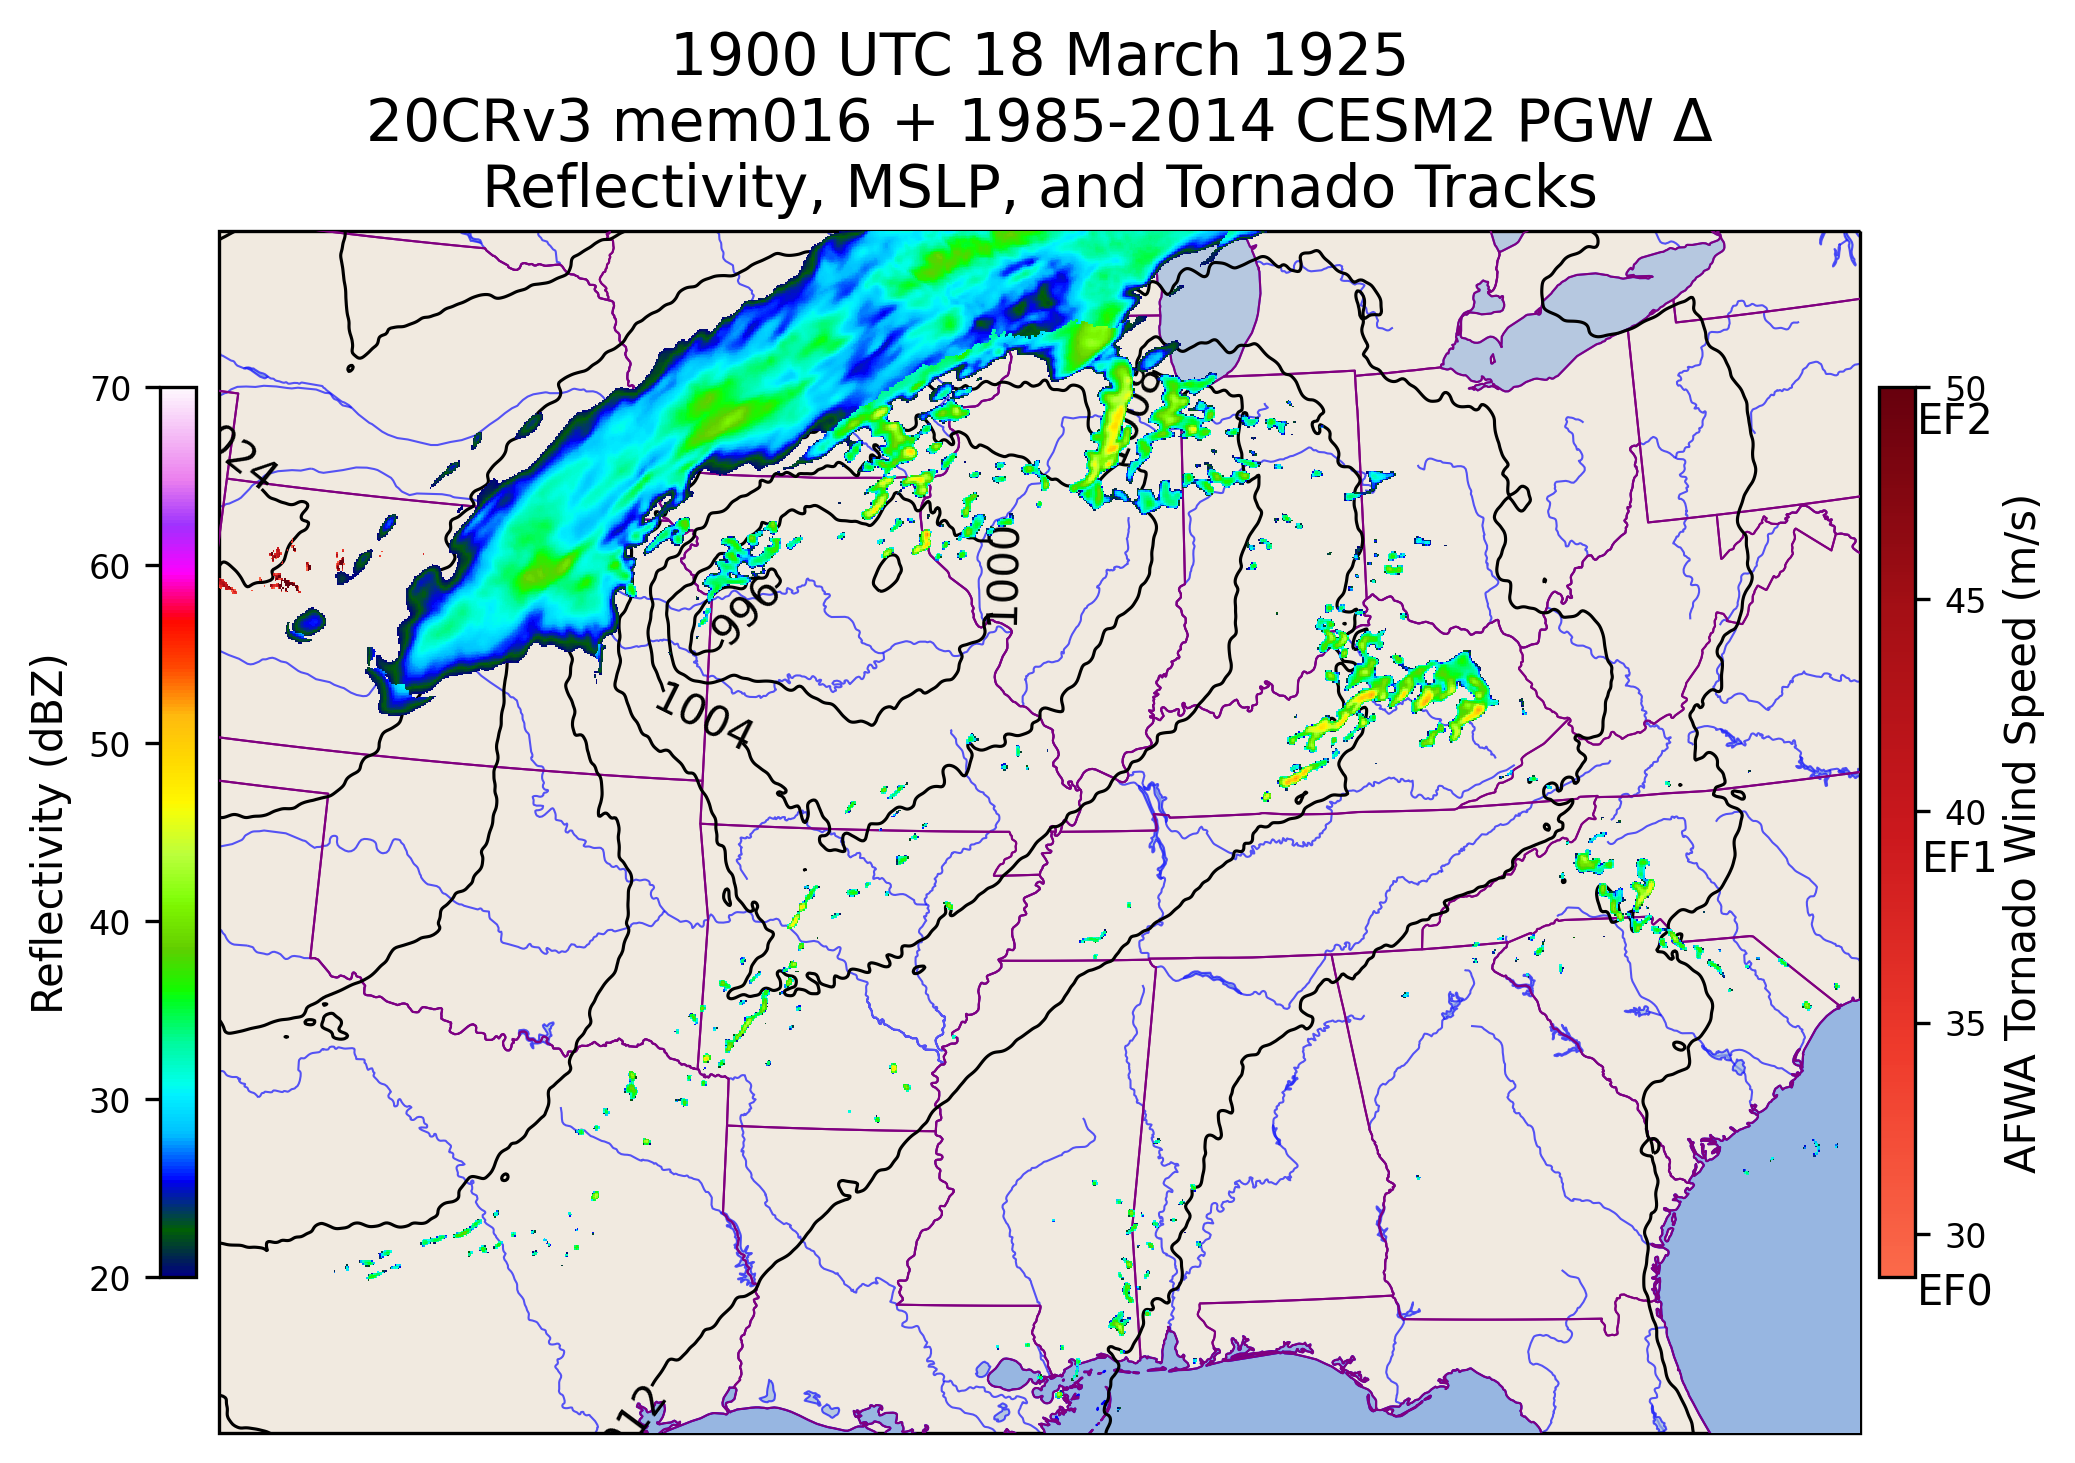 1900 UTC 18 March 1925
20CRv3 mem016 + 1985-2014 CESM2 PGW Δ
Reflectivity, MSLP, and Tornado Tracks
Reflectivity (dBZ)
70
60
50
40
30
20
24
996
1000
1004
1008
012
50
EF2
45
40
EF1
35
30
EF0
AFWA Tornado Wind Speed (m/s)